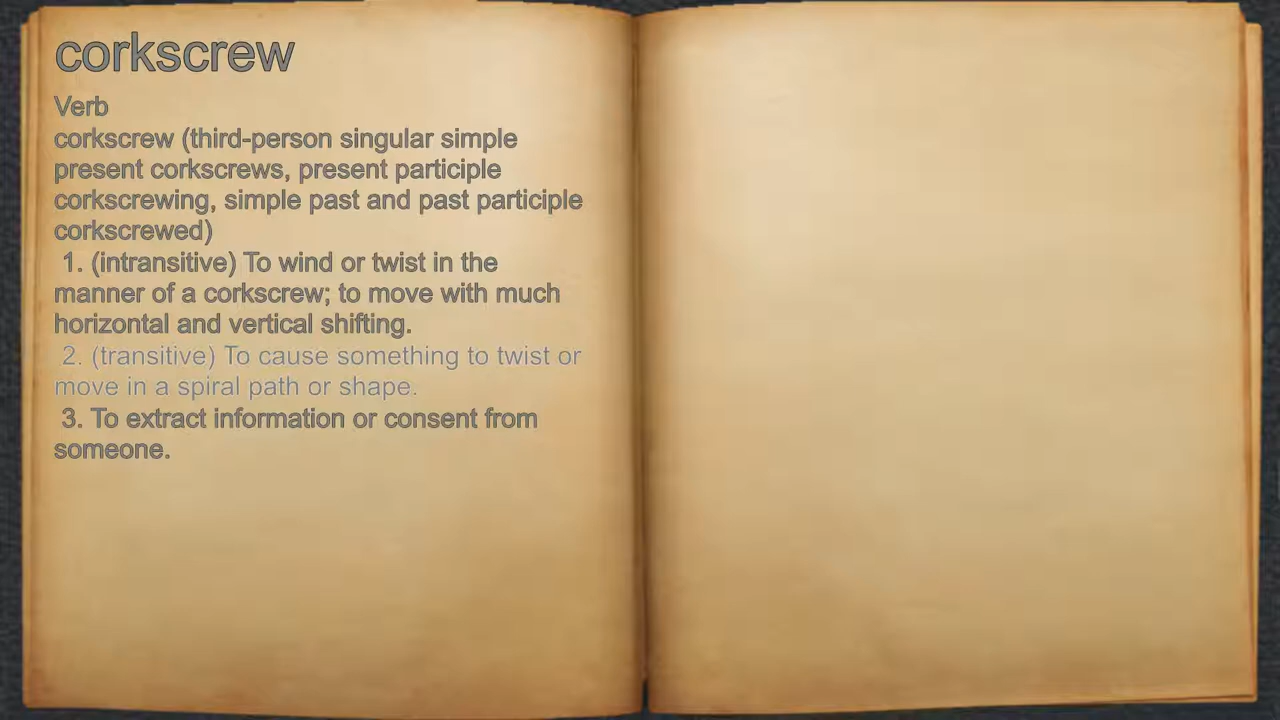 corkscrew
Verb
corkscrew (third-person singular simple
present corkscrews, present participle
corkscrewing, simple past and past participle
corkscrewed)
1. (intransitive) To wind or twist in the
manner of a corkscrew; to move with much
horizontal and vertical shifting.
2. (transitive) To cause something to twist or
move in a spiral path or shape.
3. To extract information or consent from
someone.